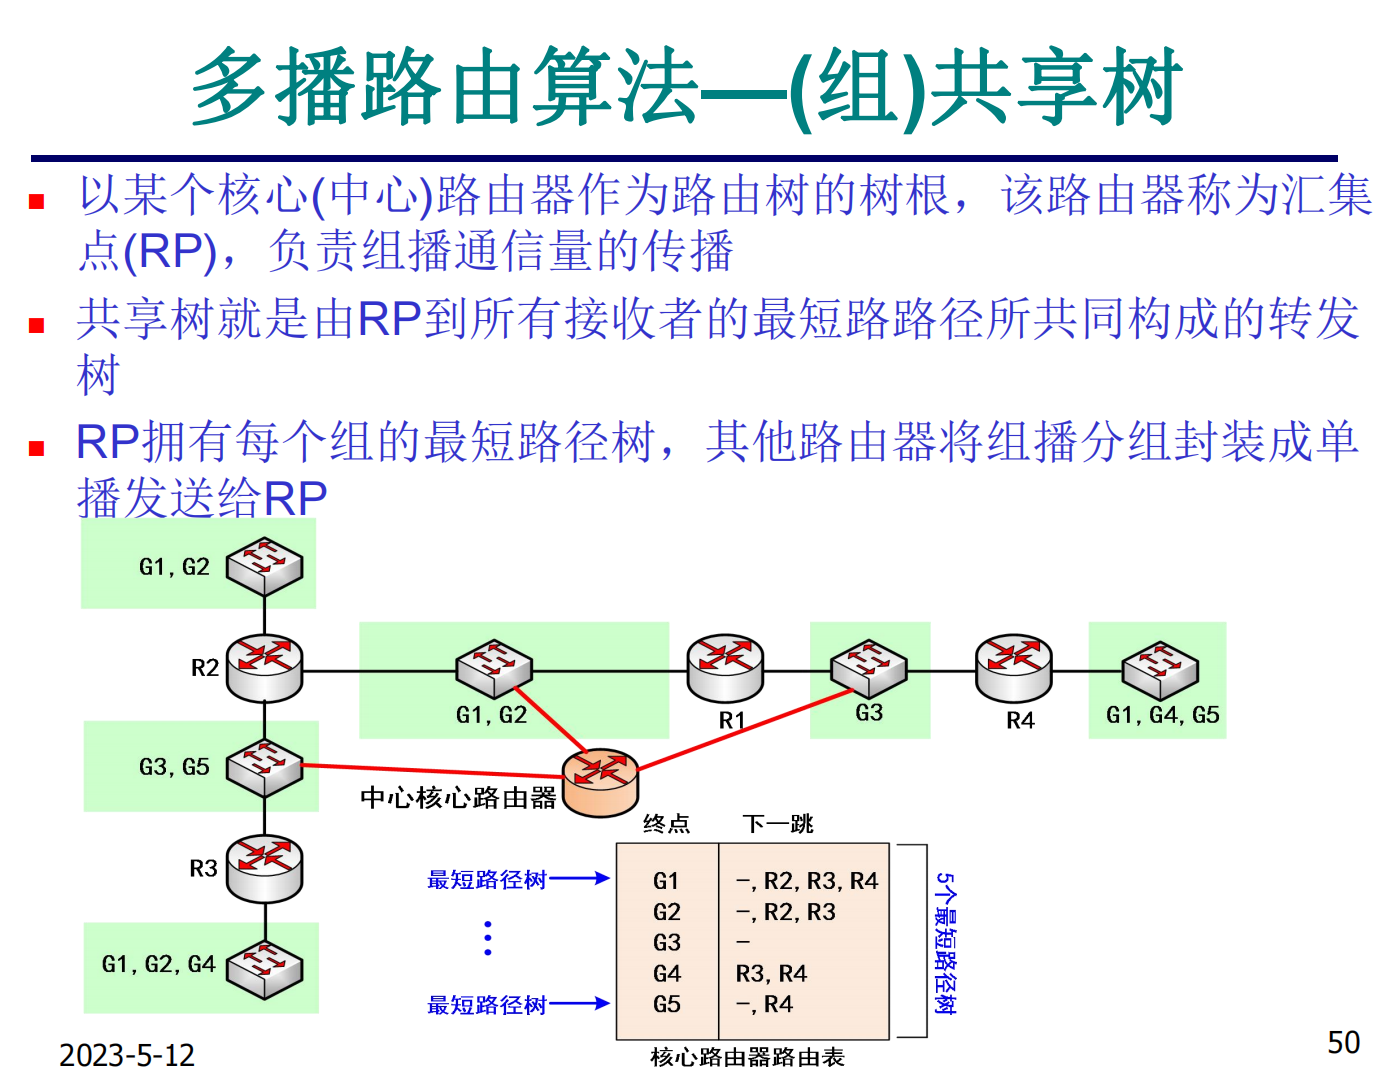 多播路由算法—(组)共享树
以某个核心(中心)路由器作为路由树的树根，该路由器称为汇集
点(RP)，负责组播通信量的传播
共享树就是由RP到所有接收者的最短路路径所共同构成的转发
树
RP拥有每个组的最短路径树，其他路由器将组播分组封装成单
播发送给RP
G1, G2
R2
G1, G2
R1
G3
R4
G1, G4, G5
G3, G5
中心核心路由器
R3
G1, G2, G4
终点 下一跳
最短路径树 G1 –, R2, R3, R4
G2 –, R2, R3
G3 –
G4 R3, R4
最短路径树 G5 –, R4
5个最短路径树
核心路由器路由表
2023-5-12
50